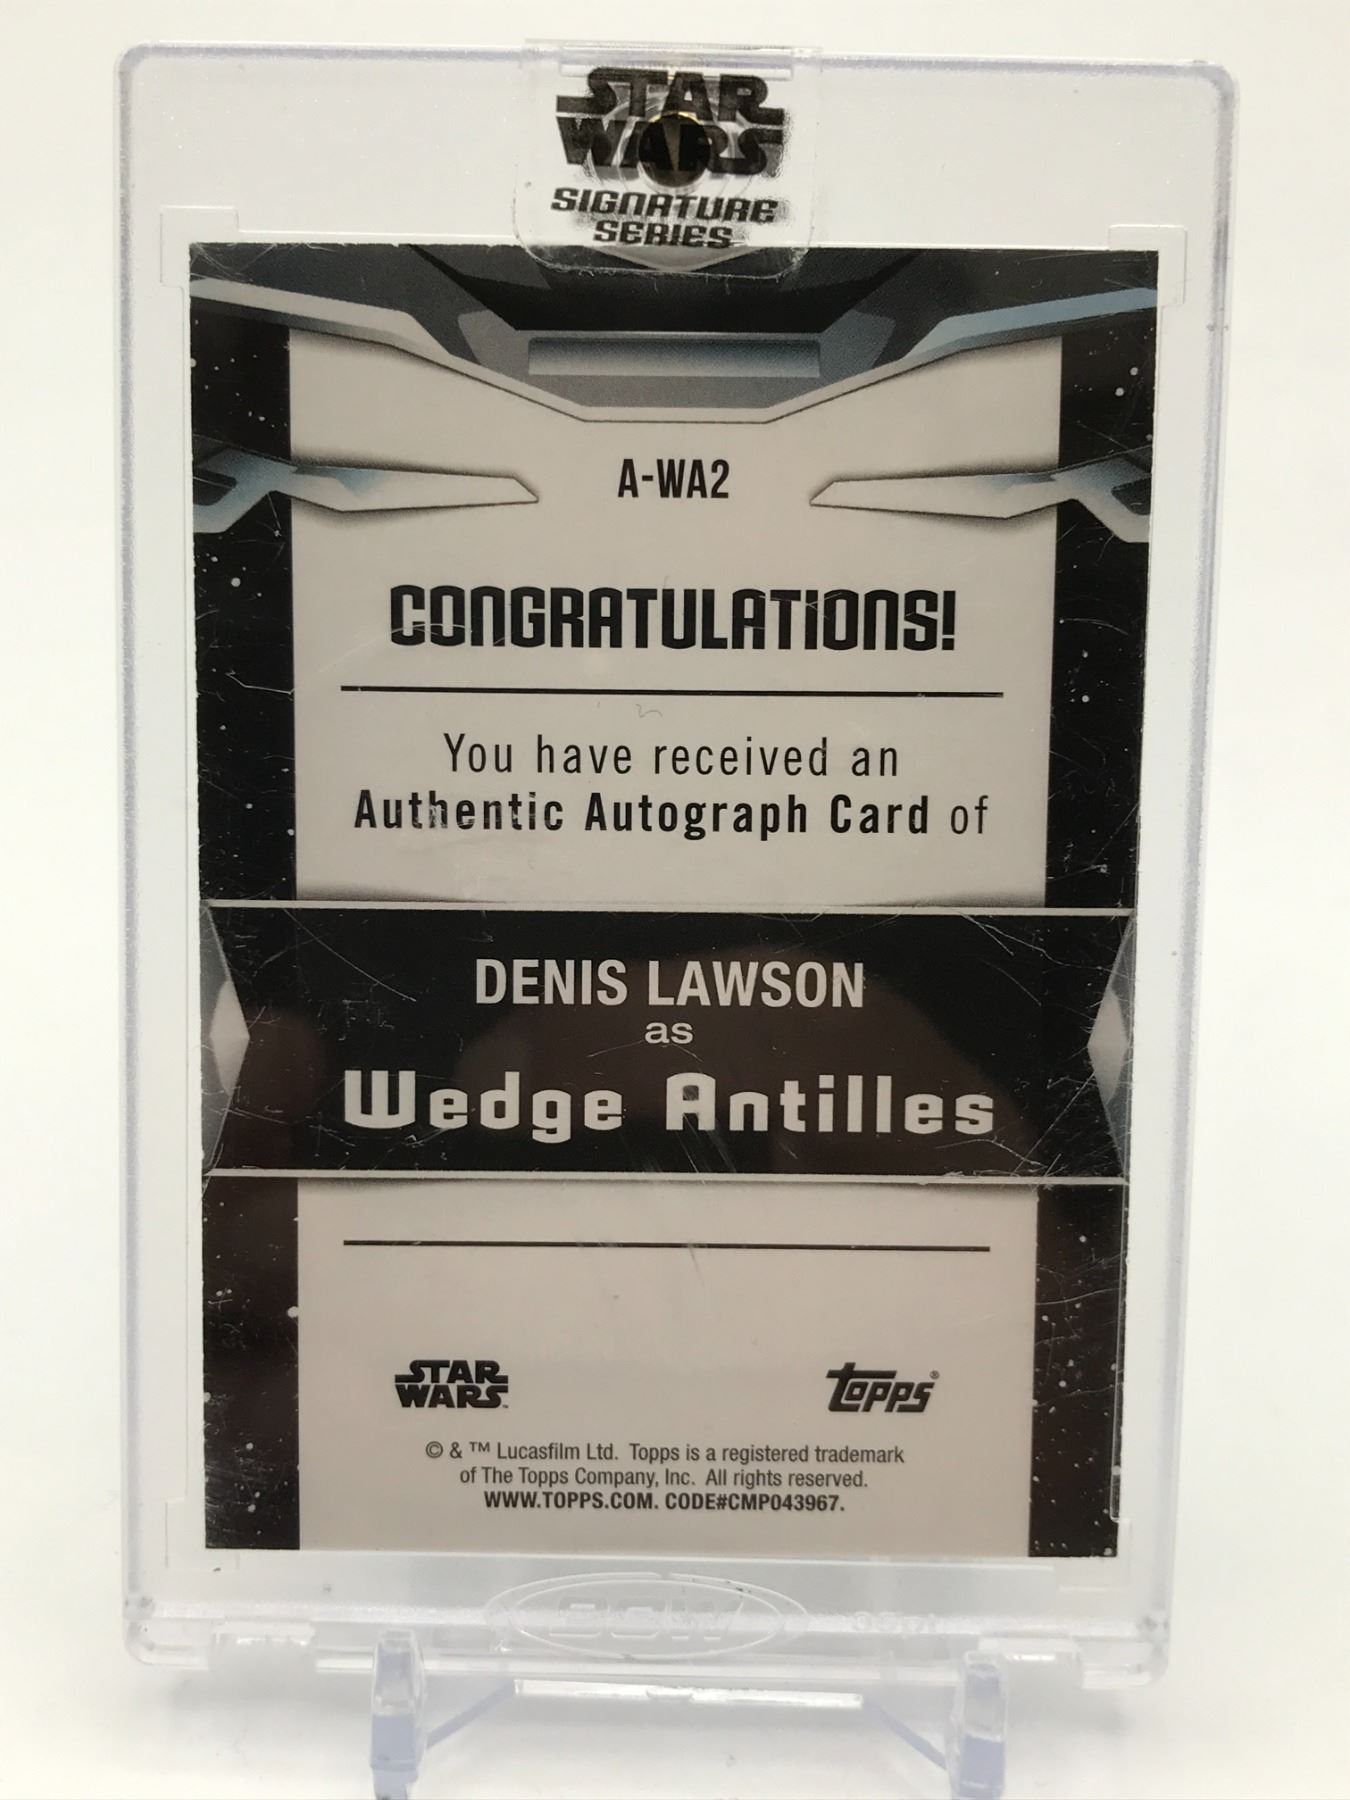 STAR
WARS
SIGNATURE
SERIES
A-WA2
CONGRATULATIONS!
You have received an
Authentic Autograph Card of
DENIS LAWSON
as
Wedge Antilles
STAR
WARS
topps®
© & ™ Lucasfilm Ltd. Topps is a registered trademark
of The Topps Company, Inc. All rights reserved.
WWW.TOPPS.COM. CODE#CMP043967.
BCW